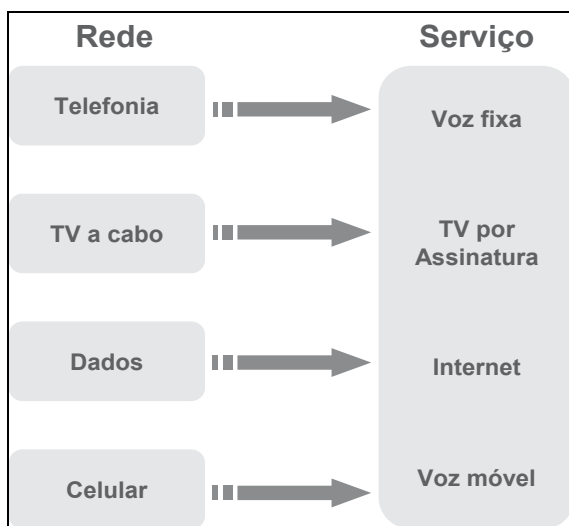 Rede
Serviço
Telefonia
Voz fixa
TV a cabo
TV por
Assinatura
Dados
Internet
Celular
Voz móvel